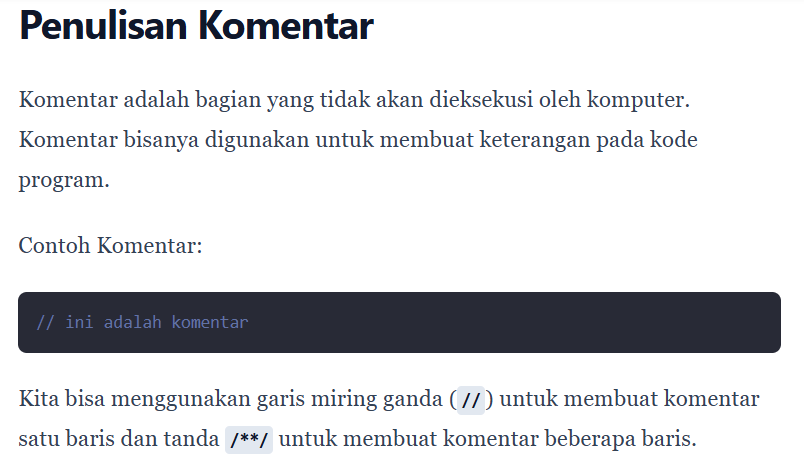 Penulisan Komentar
Komentar adalah bagian yang tidak akan dieksekusi oleh komputer.
Komentar bisanya digunakan untuk membuat keterangan pada kode
program.
Contoh Komentar:
// ini adalah komentar
Kita bisa menggunakan garis miring ganda (//) untuk membuat komentar
satu baris dan tanda /**/ untuk membuat komentar beberapa baris.